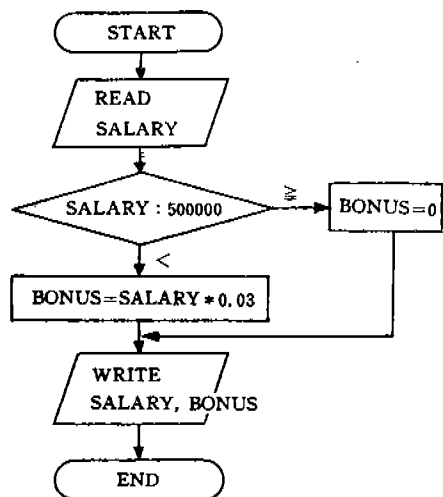 START
READ
SALARY
SALARY : 500000
≧
BONUS=0
<
BONUS=SALARY*0.03
WRITE
SALARY, BONUS
END